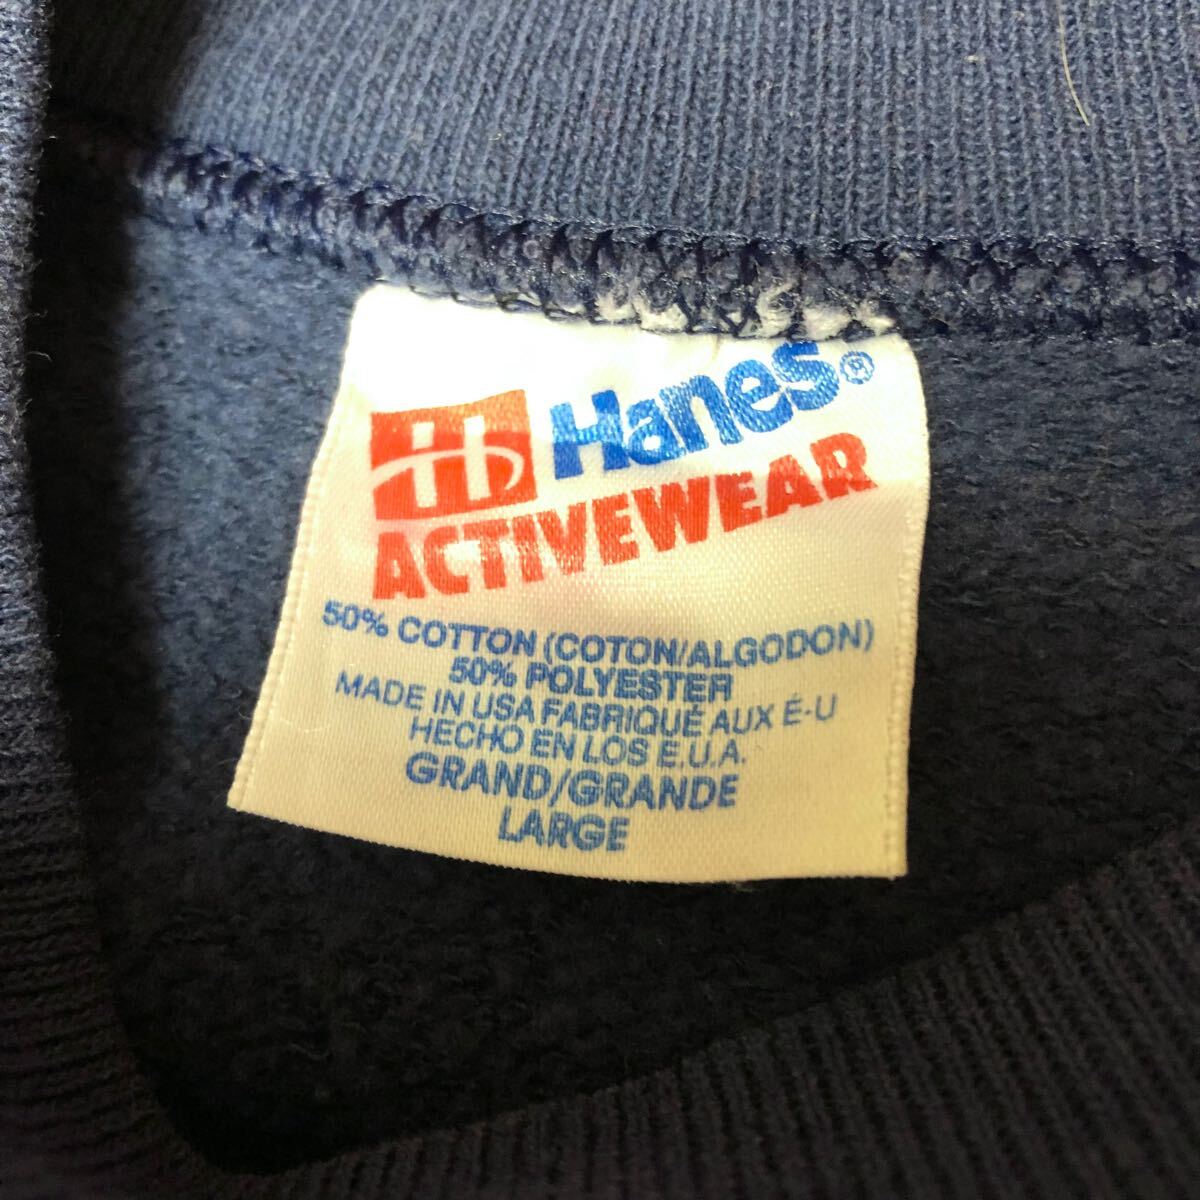 H Hanes®
ACTIVEWEAR
50% COTTON (COTON/ALGODON)
50% POLYESTER
MADE IN USA FABRIQUÉ AUX É-U
HECHO EN LOS E.U.A.
GRAND/GRANDE
LARGE